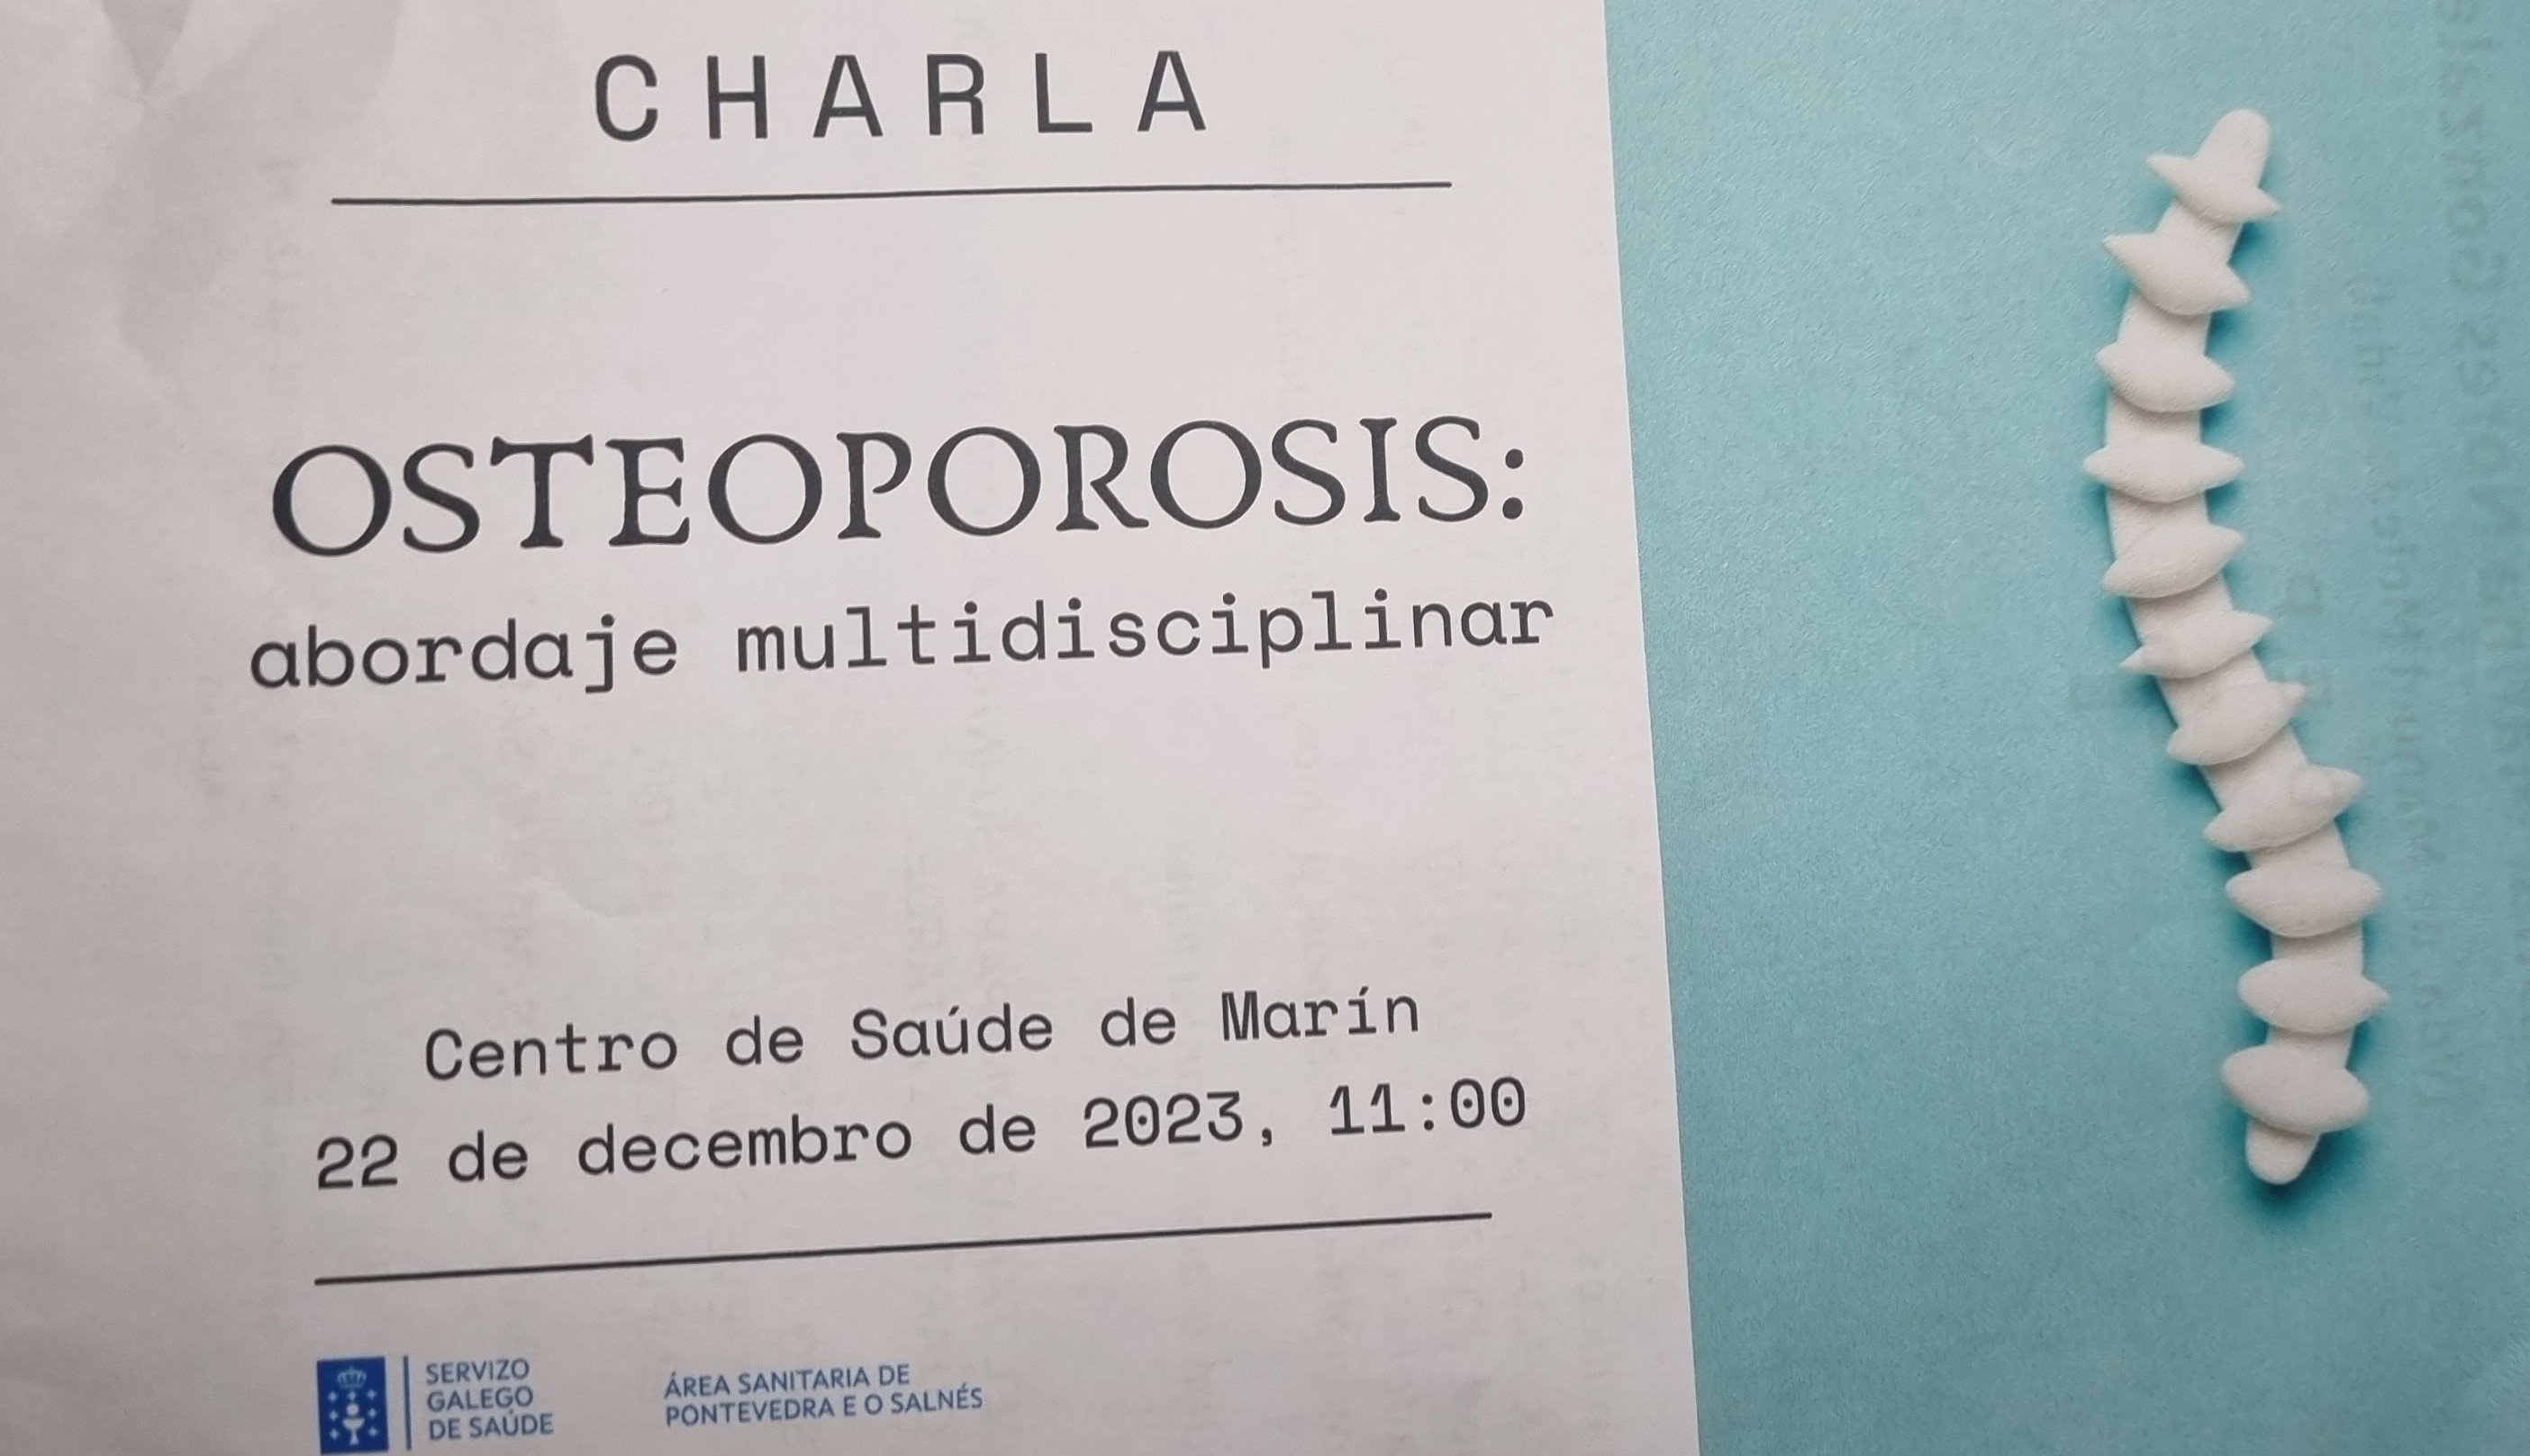 CHARLA
OSTEOPOROSIS:
abordaje multidisciplinar
Centro de Saúde de Marín
22 de decembro de 2023, 11:00
SERVIZO
GALEGO
DE SAÚDE
ÁREA SANITARIA DE
PONTEVEDRA E O SALNÉS